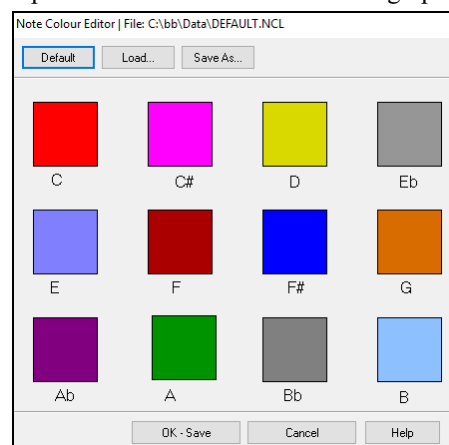 Note Colour Editor | File: C:\bb\Data\DEFAULT.NCL
Default Load... Save As...
C C# D Eb
E F F# G
Ab A Bb B
OK - Save Cancel Help